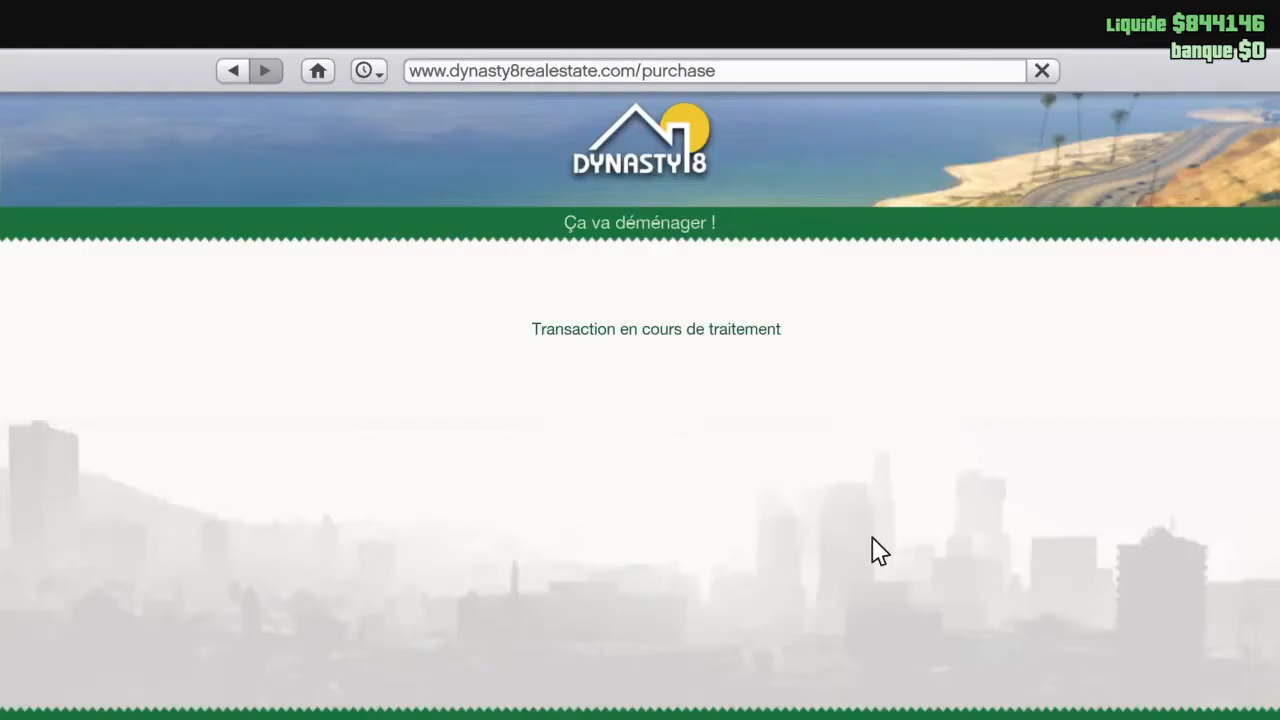 Liquide $844146
banque $0
www.dynasty8realestate.com/purchase
DYNASTY8
Ça va déménager !
Transaction en cours de traitement